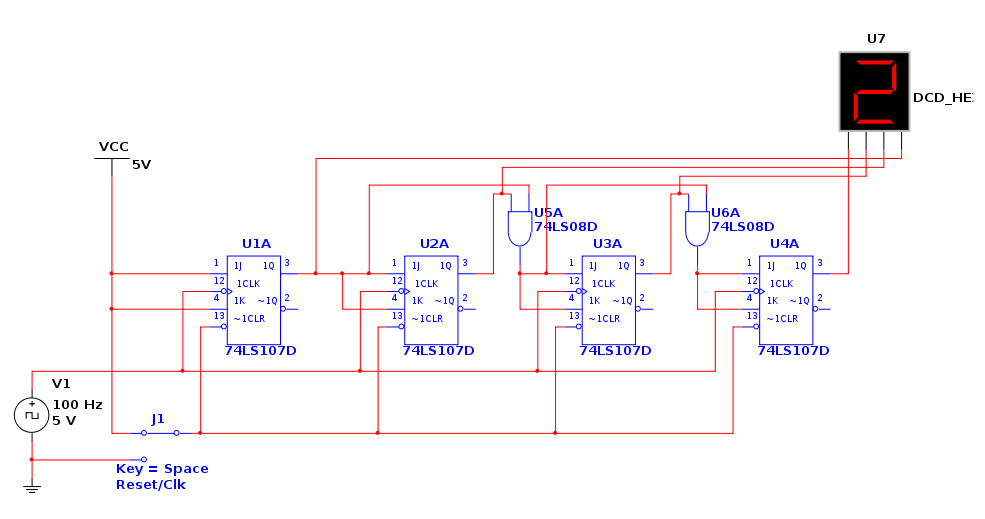 U7
DCD_HE
VCC
5V
U5A
74LS08D
U6A
74LS08D
U1A
U2A
U3A
U4A
1 1J 1Q 3
12 1CLK
4 1K ~1Q 2
13 ~1CLR
74LS107D
1 1J 1Q 3
12 1CLK
4 1K ~1Q 2
13 ~1CLR
74LS107D
1 1J 1Q 3
12 1CLK
4 1K ~1Q 2
13 ~1CLR
74LS107D
1 1J 1Q 3
12 1CLK
4 1K ~1Q 2
13 ~1CLR
74LS107D
V1
100 Hz
5 V
J1
Key = Space
Reset/Clk
2